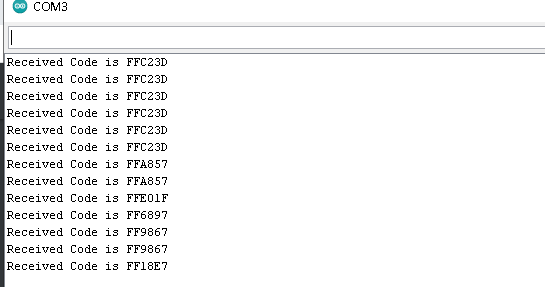 COM3
Received Code is FFC23D
Received Code is FFC23D
Received Code is FFC23D
Received Code is FFC23D
Received Code is FFC23D
Received Code is FFC23D
Received Code is FFA857
Received Code is FFA857
Received Code is FFE01F
Received Code is FF6897
Received Code is FF9867
Received Code is FF9867
Received Code is FF18E7